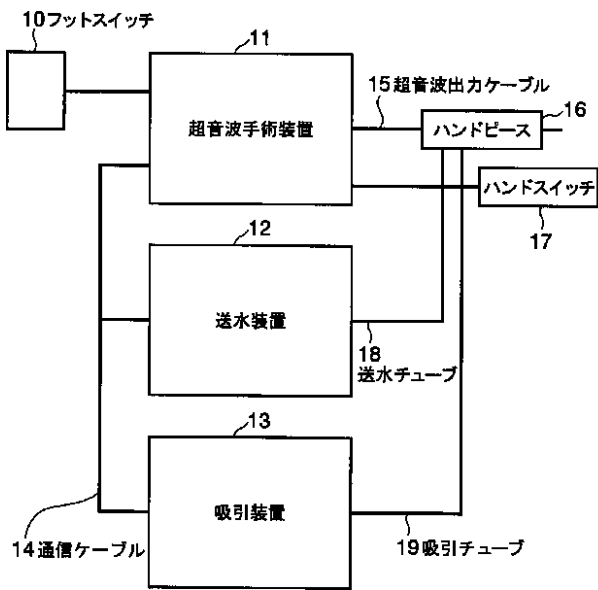 10フットスイッチ
11
超音波手術装置
15超音波出力ケーブル
16
ハンドピース
ハンドスイッチ
17
12
送水装置
18
送水チューブ
13
吸引装置
14通信ケーブル
19吸引チューブ